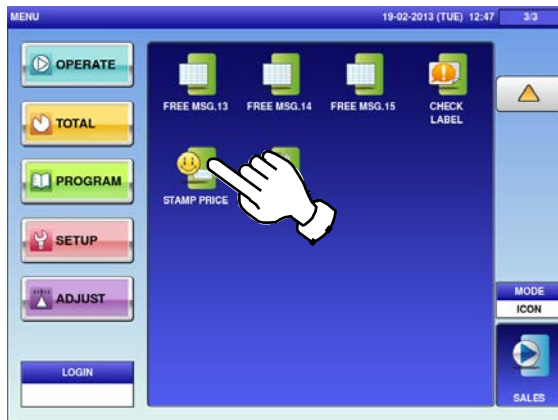 MENU 19-02-2013 (TUE) 12:47 3/3
OPERATE
TOTAL
PROGRAM
SETUP
ADJUST
LOGIN
FREE MSG.13 FREE MSG.14 FREE MSG.15 CHECK
LABEL
STAMP PRICE
MODE
ICON
SALES